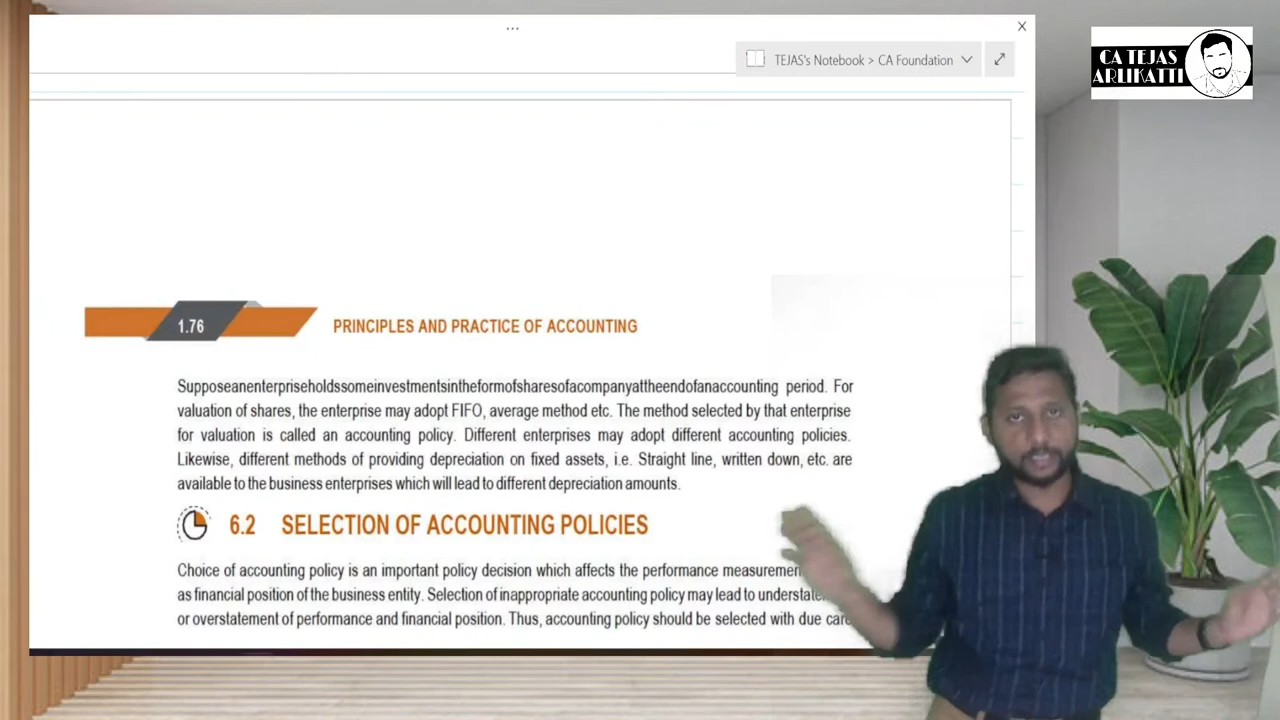 ...
X
TEJAS's Notebook > CA Foundation
CA TEJAS
ARLIKATTI
1.76
PRINCIPLES AND PRACTICE OF ACCOUNTING
Supposeanenterpriseholdssomeinvestmentsintheformofsharesofacompanyattheendofanaccounting period. For
valuation of shares, the enterprise may adopt FIFO, average method etc. The method selected by that enterprise
for valuation is called an accounting policy. Different enterprises may adopt different accounting policies.
Likewise, different methods of providing depreciation on fixed assets, i.e. Straight line, written down, etc. are
available to the business enterprises which will lead to different depreciation amounts.
6.2 SELECTION OF ACCOUNTING POLICIES
Choice of accounting policy is an important policy decision which affects the performance
as financial position of the business entity. Selection of inappropriate accounting policy may lead to
or overstatement of performance and financial position. Thus, accounting policy should be selected with due